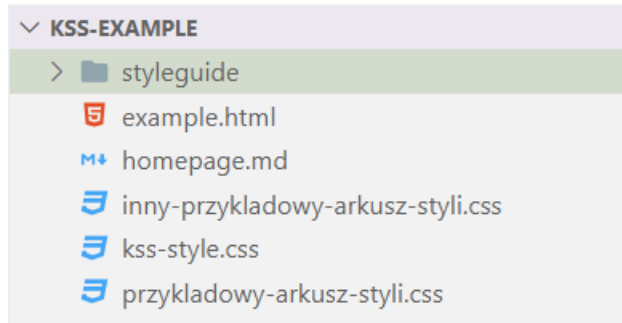 KSS-EXAMPLE
styleguide
example.html
homepage.md
inny-przykladowy-arkusz-styli.css
kss-style.css
przykladowy-arkusz-styli.css